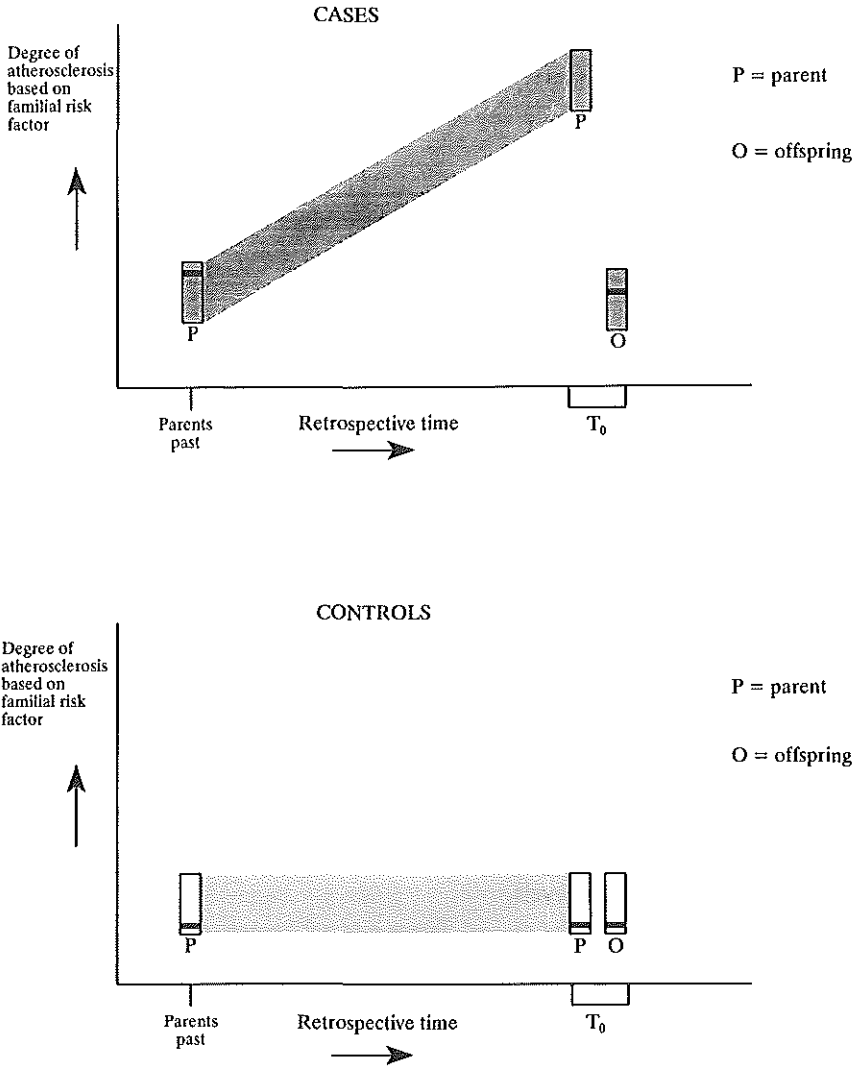 CASES
Degree of
atherosclerosis
based on
familial risk
factor
P = parent
O = offspring
P
P
O
Parents
past
Retrospective time
T₀
CONTROLS
Degree of
atherosclerosis
based on
familial risk
factor
P = parent
O = offspring
P
P
O
Parents
past
Retrospective time
T₀